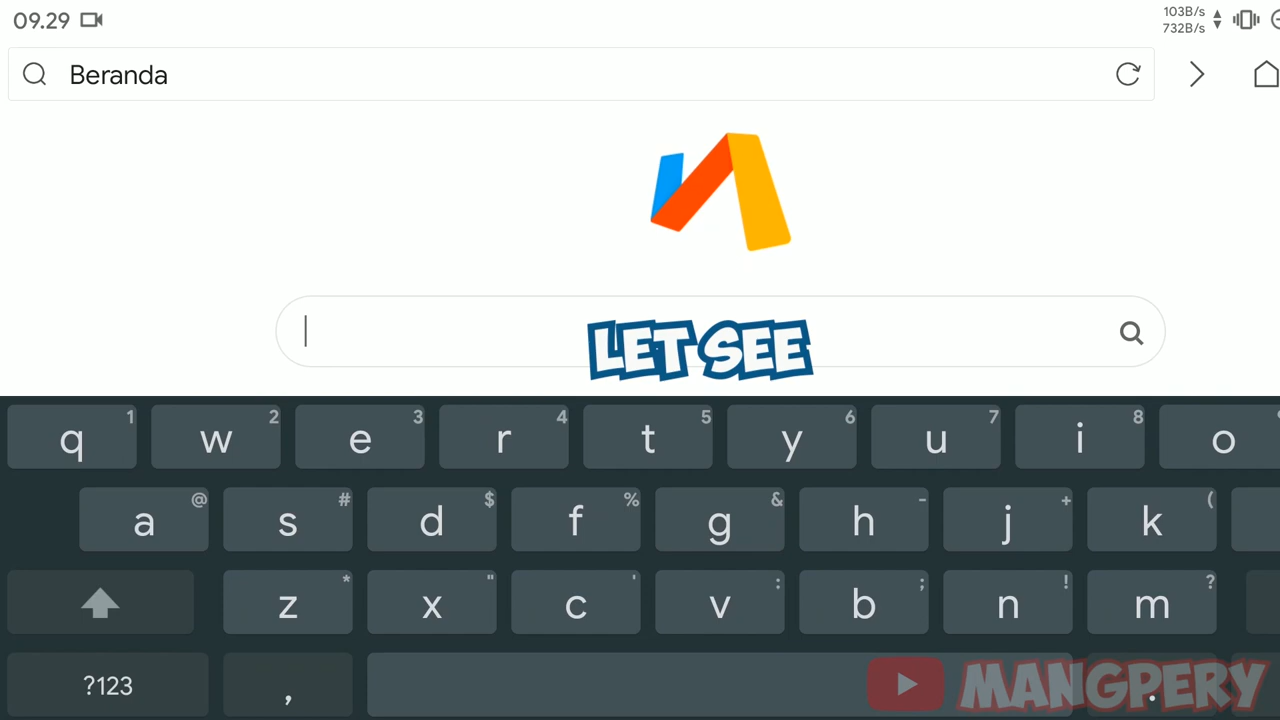 09.29
103B/s
732B/s
Beranda
LET SEE
1 2 3 4 5 6 7 8
q w e r t y u i o
@ # $ % & - + (
a s d f g h j k
* " ' : ; ! ?
z x c v b n m
?123 , .
MANGPERY